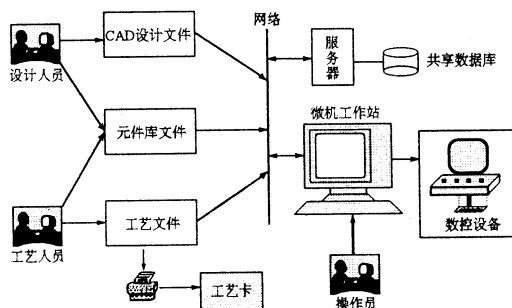 网络
CAD设计文件
服
务
器
共享数据库
设计人员
微机工作站
元件库文件
工艺文件
数控设备
工艺人员
工艺卡
操作员